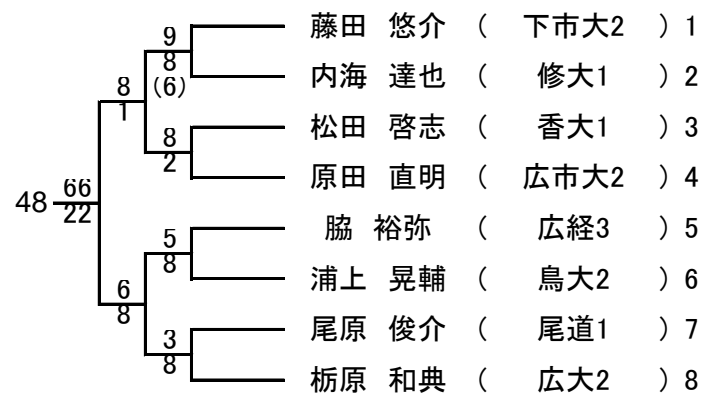 藤田 悠介 ( 下市大2 ) 1
9
8
(6)
内海 達也 ( 修大1 ) 2
8
1
松田 啓志 ( 香大1 ) 3
8
2
原田 直明 ( 広市大2 ) 4
48
66
22
脇 裕弥 ( 広経3 ) 5
5
8
浦上 晃輔 ( 鳥大2 ) 6
6
8
尾原 俊介 ( 尾道1 ) 7
3
8
栃原 和典 ( 広大2 ) 8